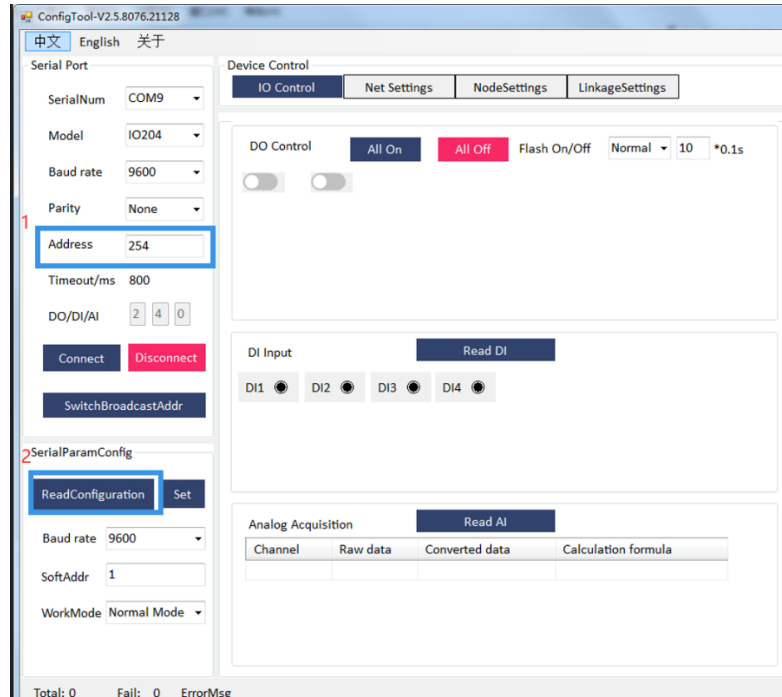 ConfigTool-V2.5.8076.21128
中文 English 关于
Serial Port
SerialNum COM9
Model IO204
Baud rate 9600
Parity None
1
Address 254
Timeout/ms 800
DO/DI/AI 2 4 0
Connect Disconnect
SwitchBroadcastAddr
2
SerialParamConfig
ReadConfiguration Set
Baud rate 9600
SoftAddr 1
WorkMode Normal Mode
Device Control
IO Control Net Settings NodeSettings LinkageSettings
DO Control All On All Off Flash On/Off Normal 10 *0.1s
DI Input Read DI
DI1 DI2 DI3 DI4
Analog Acquisition Read AI
Channel Raw data Converted data Calculation formula
Total: 0 Fail: 0 ErrorMsg